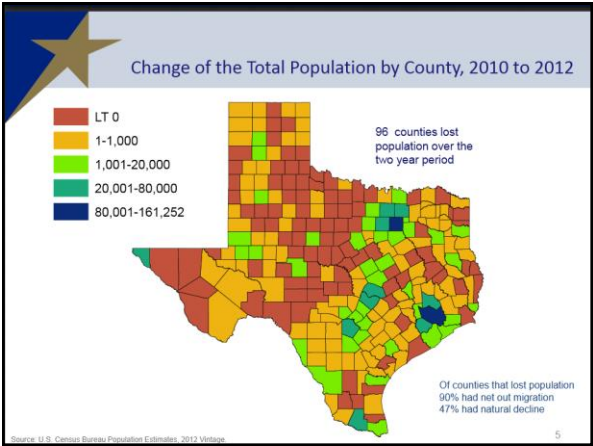 Change of the Total Population by County, 2010 to 2012
LT 0
1-1,000
1,001-20,000
20,001-80,000
80,001-161,252
96 counties lost
population over the
two year period
Of counties that lost population
90% had net out migration
47% had natural decline
Source: U.S. Census Bureau Population Estimates, 2012 Vintage.
5